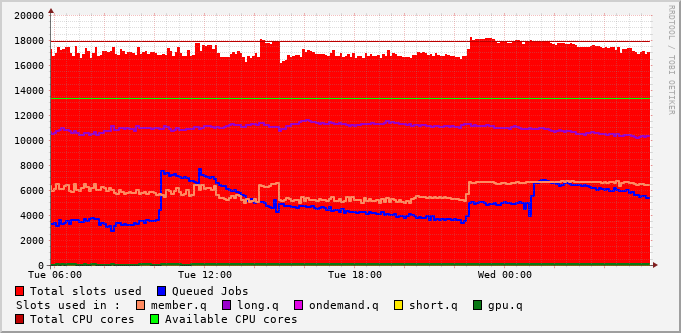 20000
18000
16000
14000
12000
10000
8000
6000
4000
2000
0
Tue 06:00 Tue 12:00 Tue 18:00 Wed 00:00
RRDTOOL / TOBI OETIKER
Total slots used Queued Jobs
Slots used in : member.q long.q ondemand.q short.q gpu.q
Total CPU cores Available CPU cores